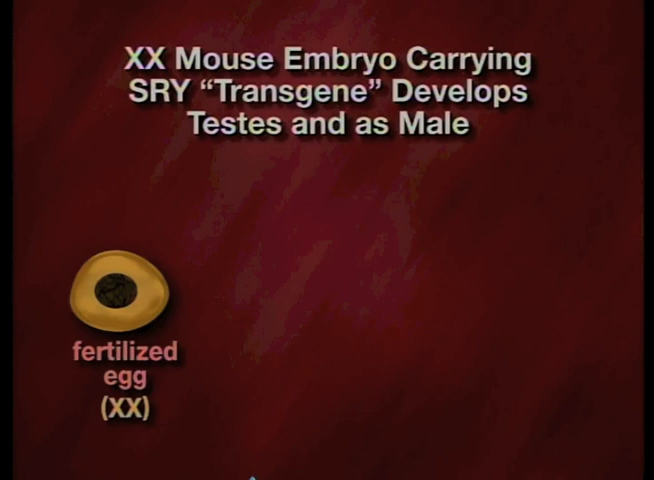 XX Mouse Embryo Carrying
SRY “Transgene” Develops
Testes and as Male
fertilized
egg
(XX)